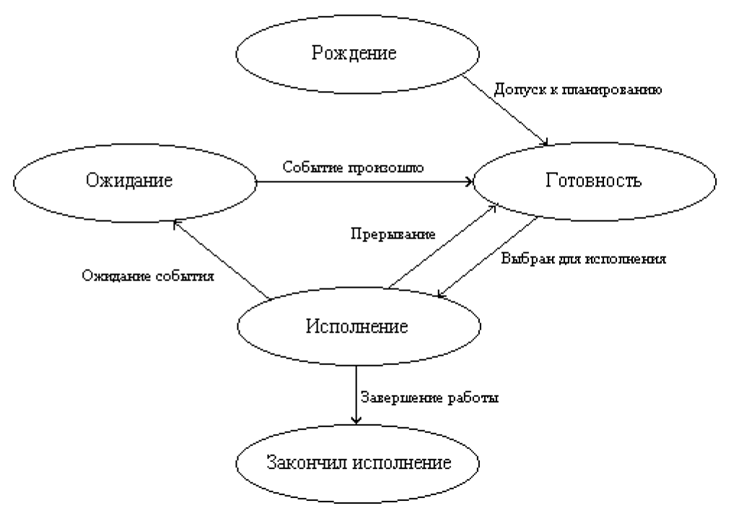 Рождение
Допуск к планированию
Ожидание
Событие произошло
Готовность
Прерывание
Выбран для исполнения
Ожидание события
Исполнение
Завершение работы
Закончил исполнение